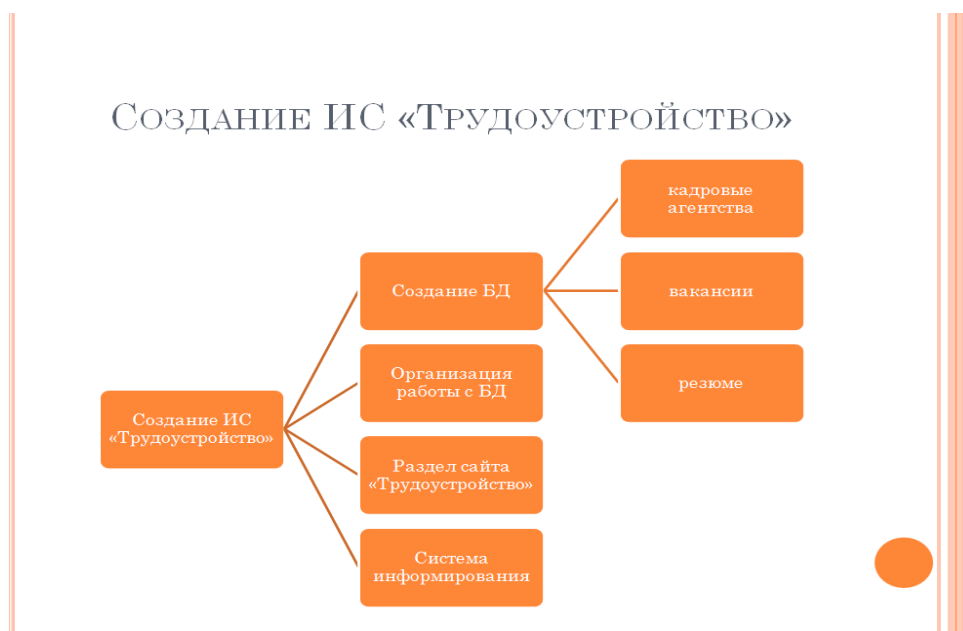 Создание ИС «Трудоустройство»
кадровые
агентства
Создание БД
вакансии
Организация
работы с БД
резюме
Создание ИС
«Трудоустройство»
Раздел сайта
«Трудоустройство»
Система
информирования